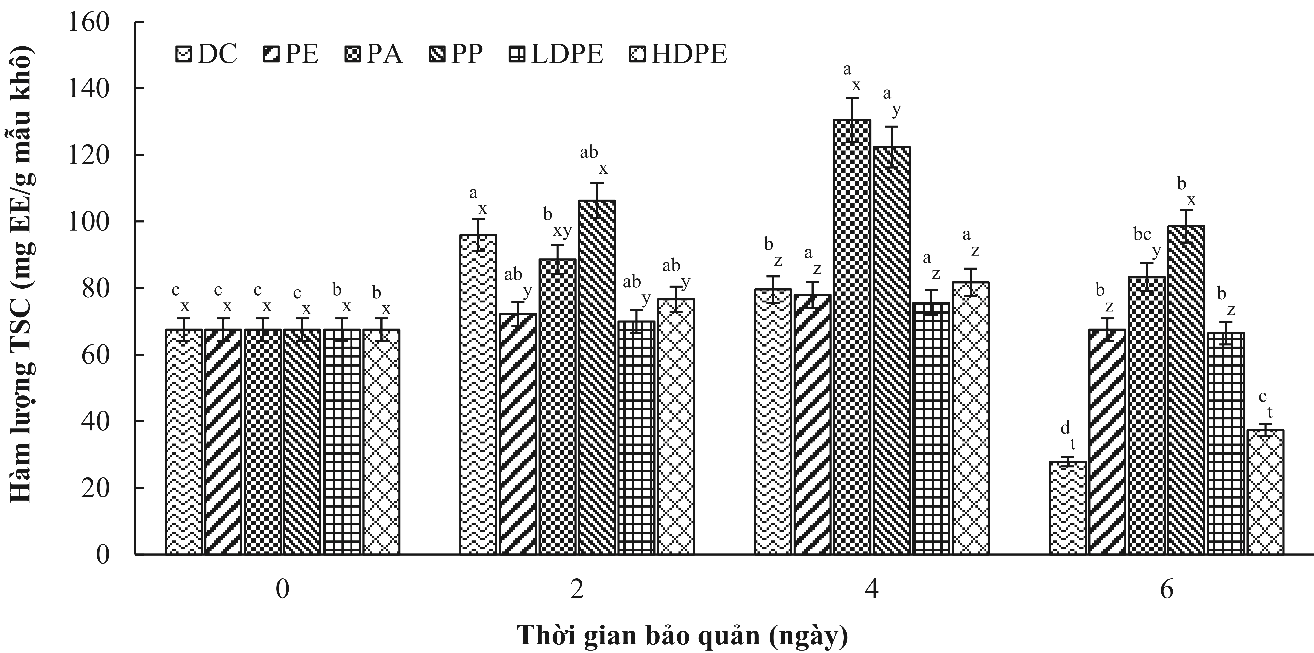 Hàm lượng TSC (mg EE/g mẫu khô)
160
140
120
100
80
60
40
20
0
DC PE PA PP LDPE HDPE
c x c x c x c x b x b x
a x ab y b xy ab x ab y ab y
b z a z a x a y a z a z
d t b z bc y b x b z c t
0 2 4 6
Thời gian bảo quản (ngày)